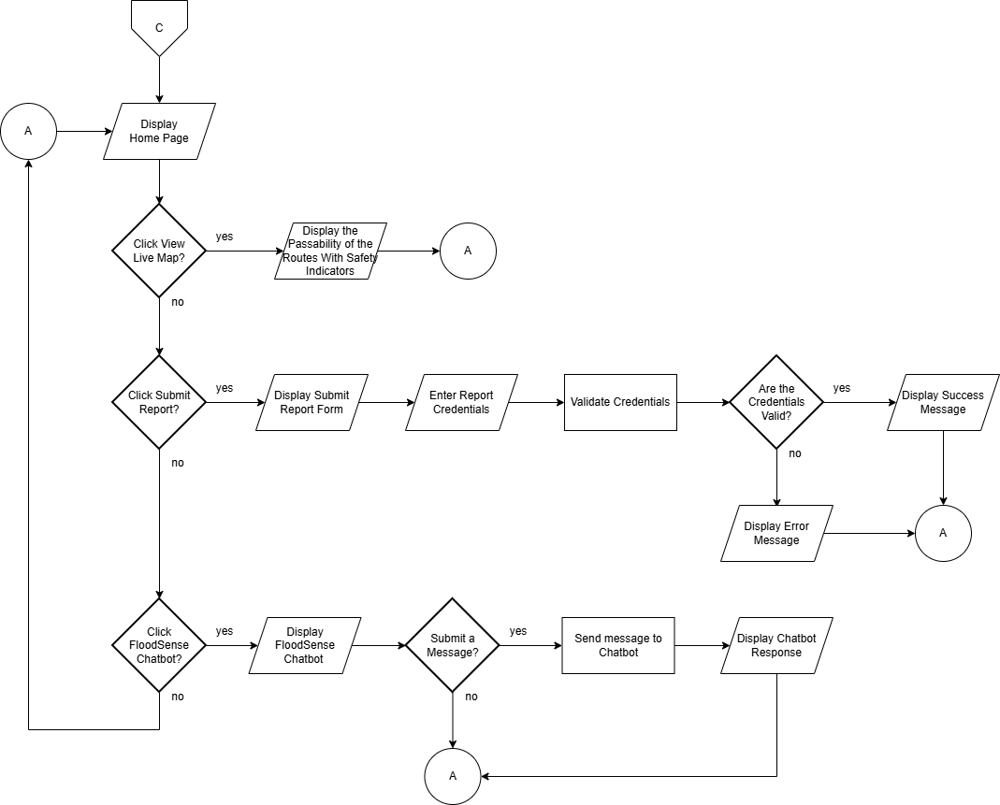 C
A
Display
Home Page
Click View
Live Map?
yes
Display the
Passability of the
Routes With Safety
Indicators
A
no
Click Submit
Report?
yes
Display Submit
Report Form
Enter Report
Credentials
Validate Credentials
Are the
Credentials
Valid?
yes
Display Success
Message
no
no
Display Error
Message
A
Click
FloodSense
Chatbot?
yes
Display
FloodSense
Chatbot
Submit a
Message?
yes
Send message to
Chatbot
Display Chatbot
Response
no
no
A